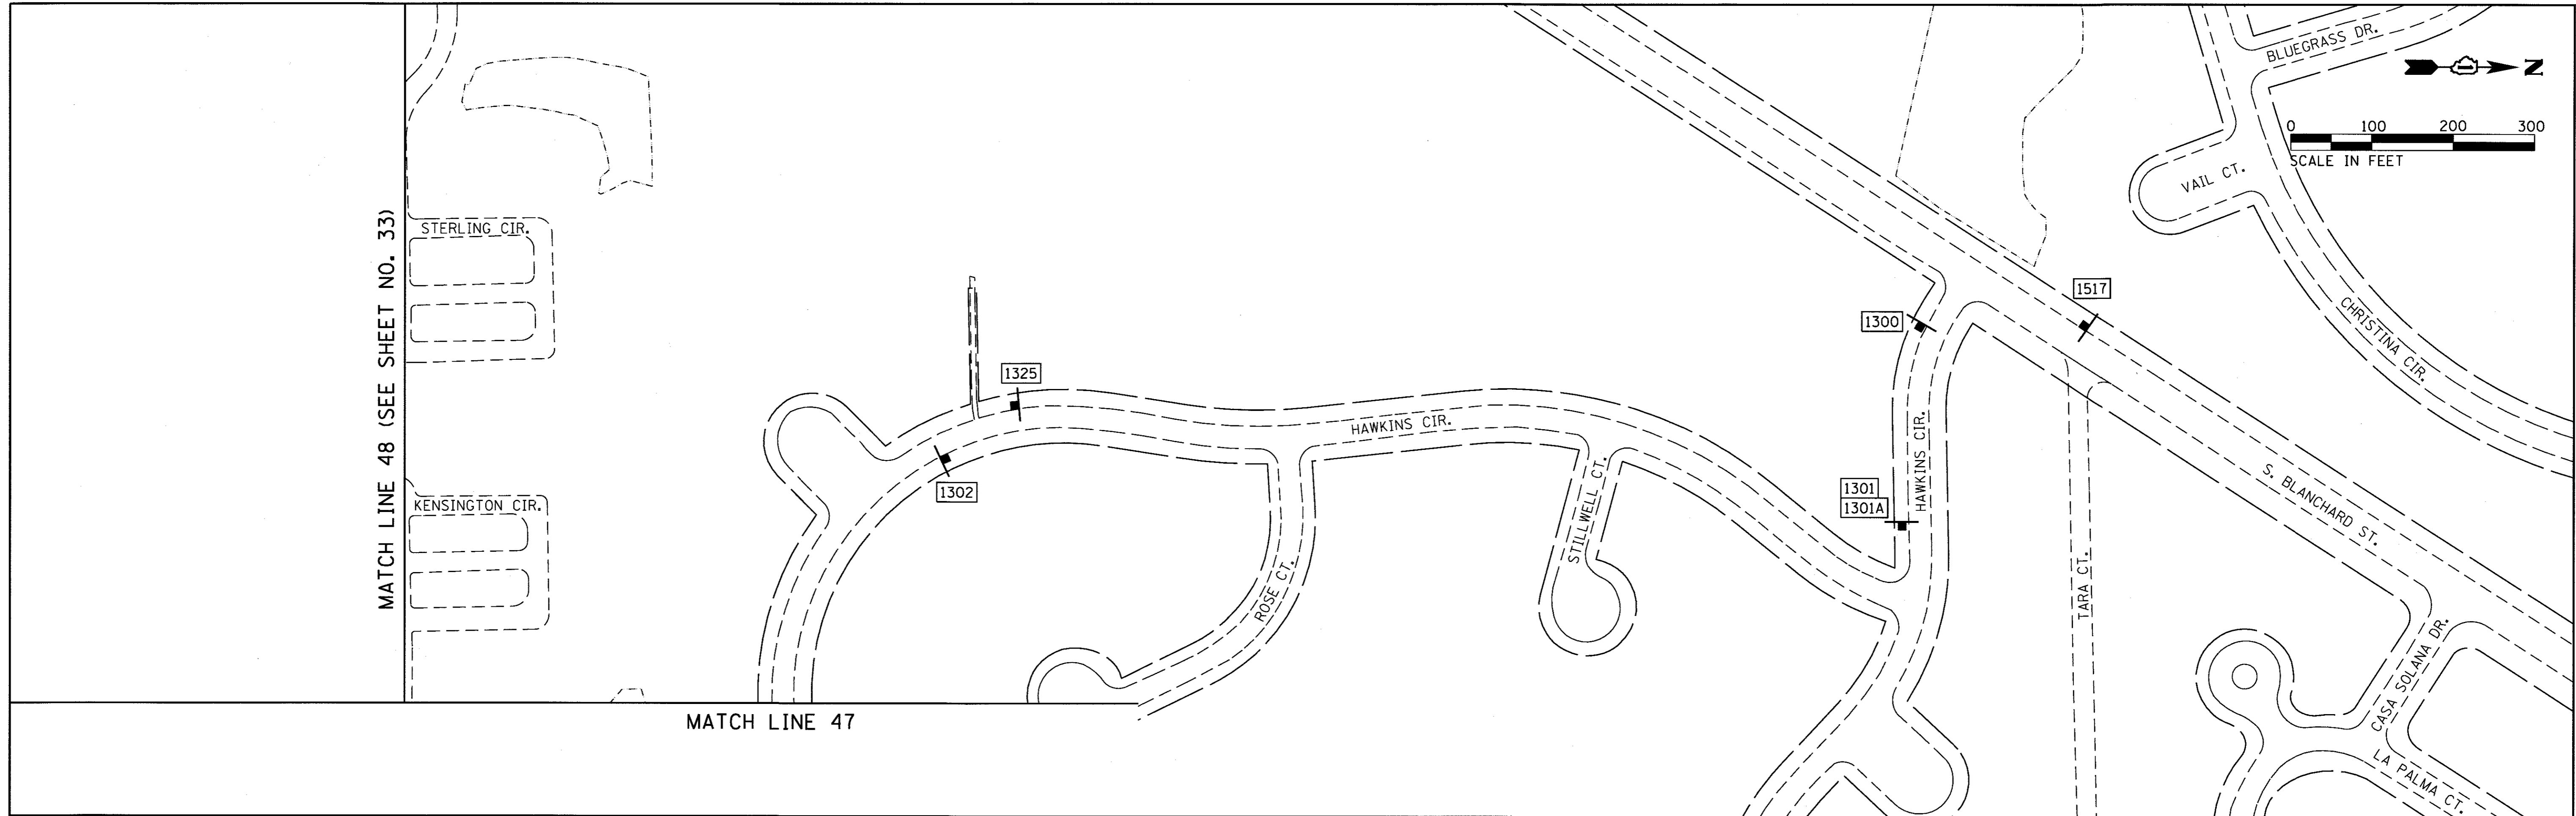 BLUEGRASS DR.
N
0 100 200 300
SCALE IN FEET
VAIL CT.
MATCH LINE 48 (SEE SHEET NO. 33)
STERLING CIR.
1517
1300
CHRISTINA CIR.
1325
HAWKINS CIR.
HAWKINS CIR.
STILLWELL CT.
1302
1301
1301A
KENSINGTON CIR.
S. BLANCHARD ST.
ROSE CT.
TARA CT.
CASA SOLANA DR.
MATCH LINE 47
LA PALMA CT.